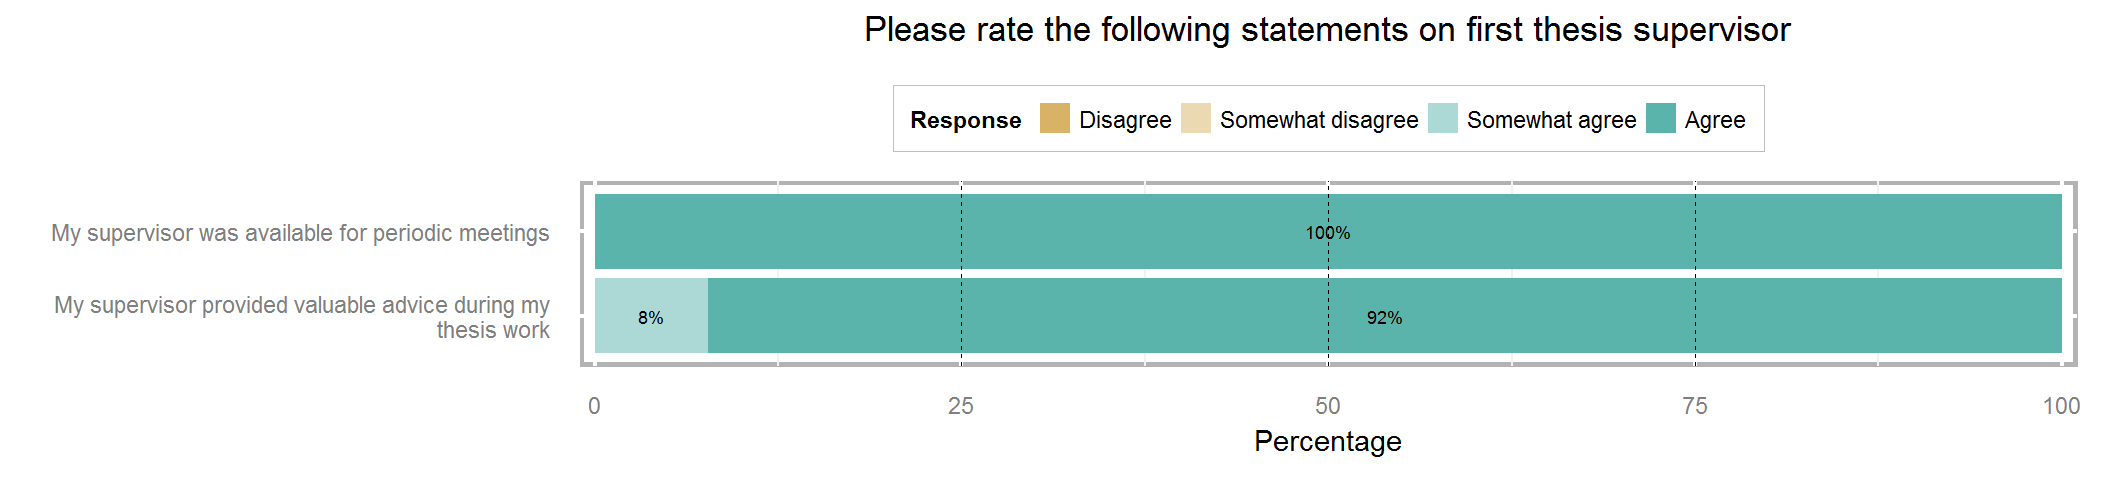 Please rate the following statements on first thesis supervisor
Response Disagree Somewhat disagree Somewhat agree Agree
My supervisor was available for periodic meetings
100%
My supervisor provided valuable advice during my
thesis work
8% 92%
0 25 50 75 100
Percentage